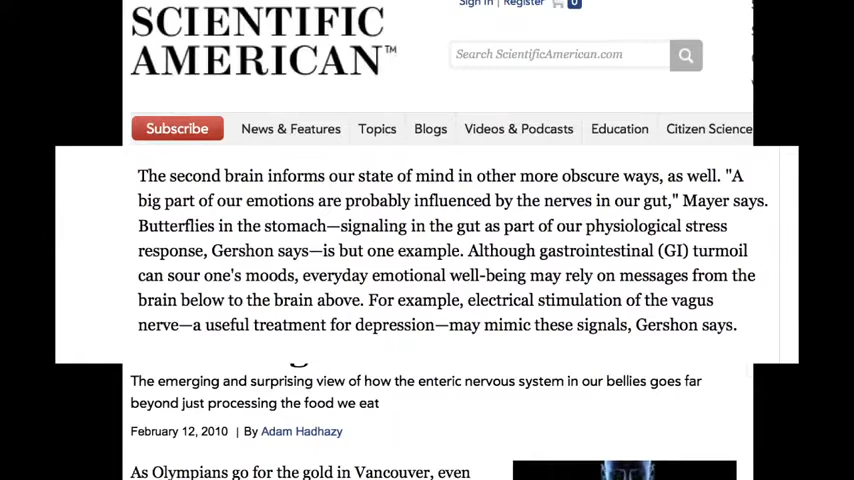 SCIENTIFIC
AMERICAN™
Sign In | Register 0
Search ScientificAmerican.com
Subscribe News & Features Topics Blogs Videos & Podcasts Education Citizen Science
The second brain informs our state of mind in other more obscure ways, as well. "A
big part of our emotions are probably influenced by the nerves in our gut," Mayer says.
Butterflies in the stomach—signaling in the gut as part of our physiological stress
response, Gershon says—is but one example. Although gastrointestinal (GI) turmoil
can sour one's moods, everyday emotional well-being may rely on messages from the
brain below to the brain above. For example, electrical stimulation of the vagus
nerve—a useful treatment for depression—may mimic these signals, Gershon says.
The emerging and surprising view of how the enteric nervous system in our bellies goes far
beyond just processing the food we eat
February 12, 2010 | By Adam Hadhazy
As Olympians go for the gold in Vancouver, even